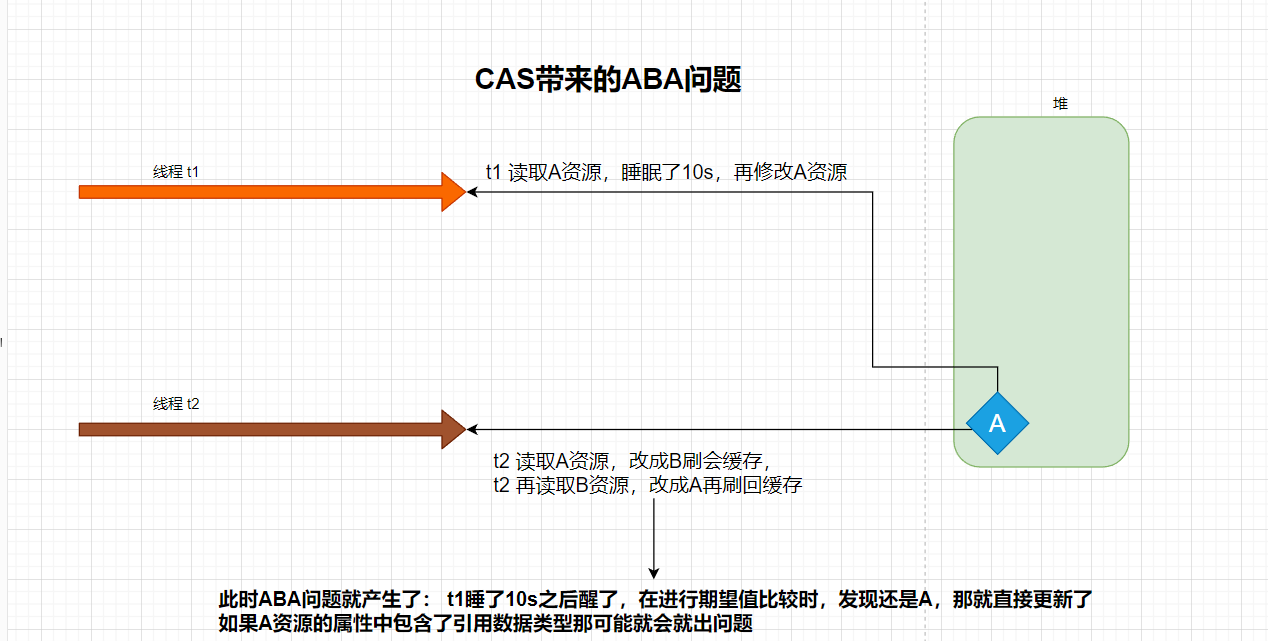 CAS带来的ABA问题
堆
线程 t1
t1 读取A资源，睡眠了10s，再修改A资源
线程 t2
A
t2 读取A资源，改成B刷会缓存，
t2 再读取B资源，改成A再刷回缓存
此时ABA问题就产生了： t1睡了10s之后醒了，在进行期望值比较时，发现还是A，那就直接更新了
如果A资源的属性中包含了引用数据类型那可能就会就出问题